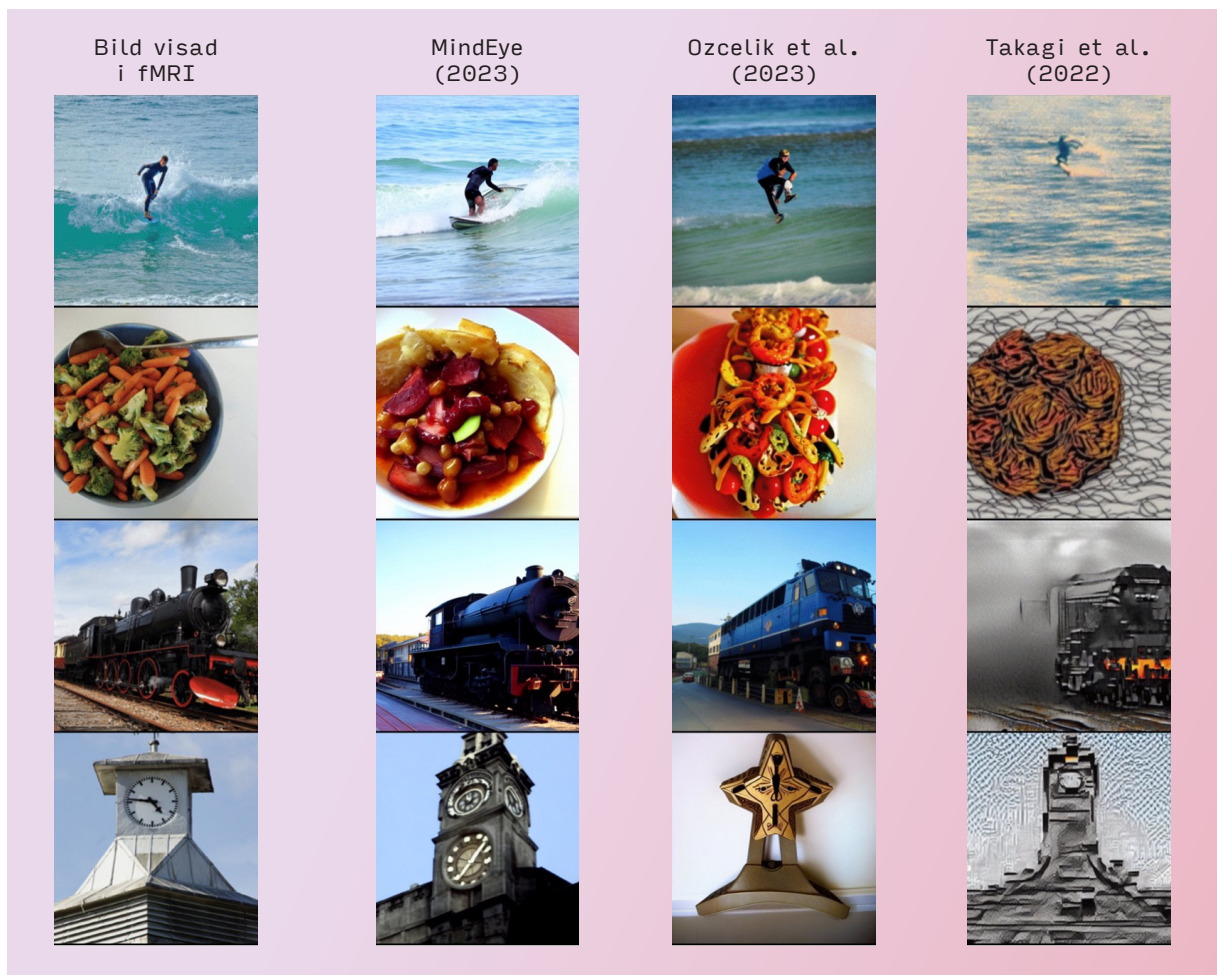 Bild visad
i fMRI
MindEye
(2023)
Ozcelik et al.
(2023)
Takagi et al.
(2022)